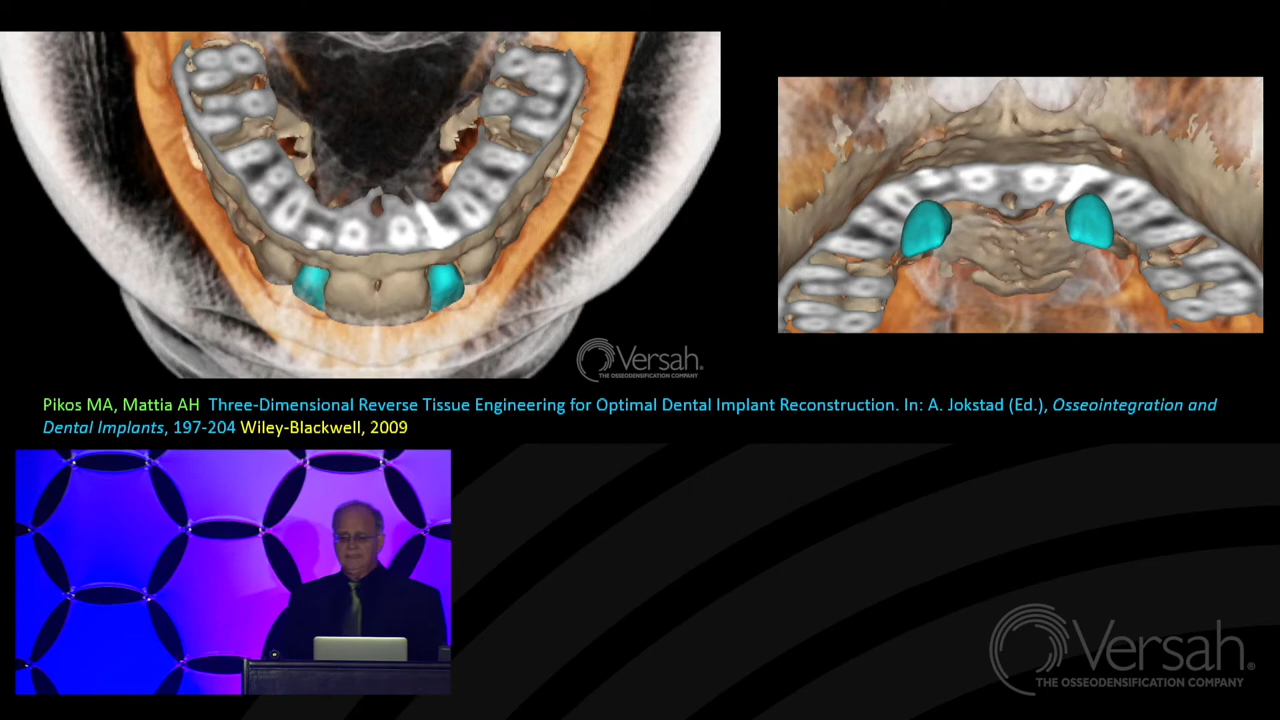 Versah®
THE OSSEODENSIFICATION COMPANY
Pikos MA, Mattia AH Three-Dimensional Reverse Tissue Engineering for Optimal Dental Implant Reconstruction. In: A. Jokstad (Ed.), Osseointegration and
Dental Implants, 197-204 Wiley-Blackwell, 2009
Versah®
THE OSSEODENSIFICATION COMPANY